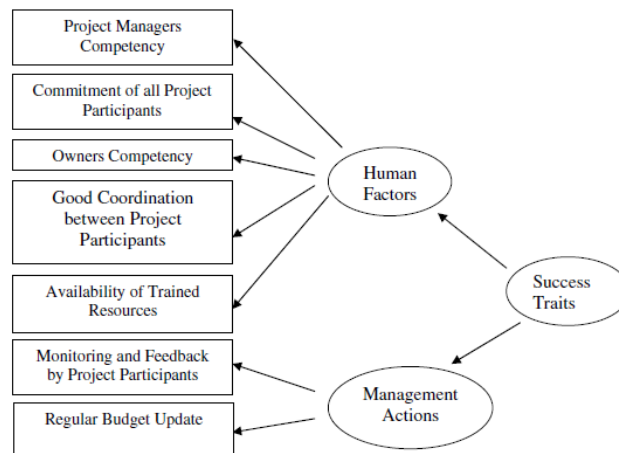 Project Managers
Competency
Commitment of all Project
Participants
Owners Competency
Good Coordination
between Project
Participants
Availability of Trained
Resources
Monitoring and Feedback
by Project Participants
Regular Budget Update
Human
Factors
Management
Actions
Success
Traits